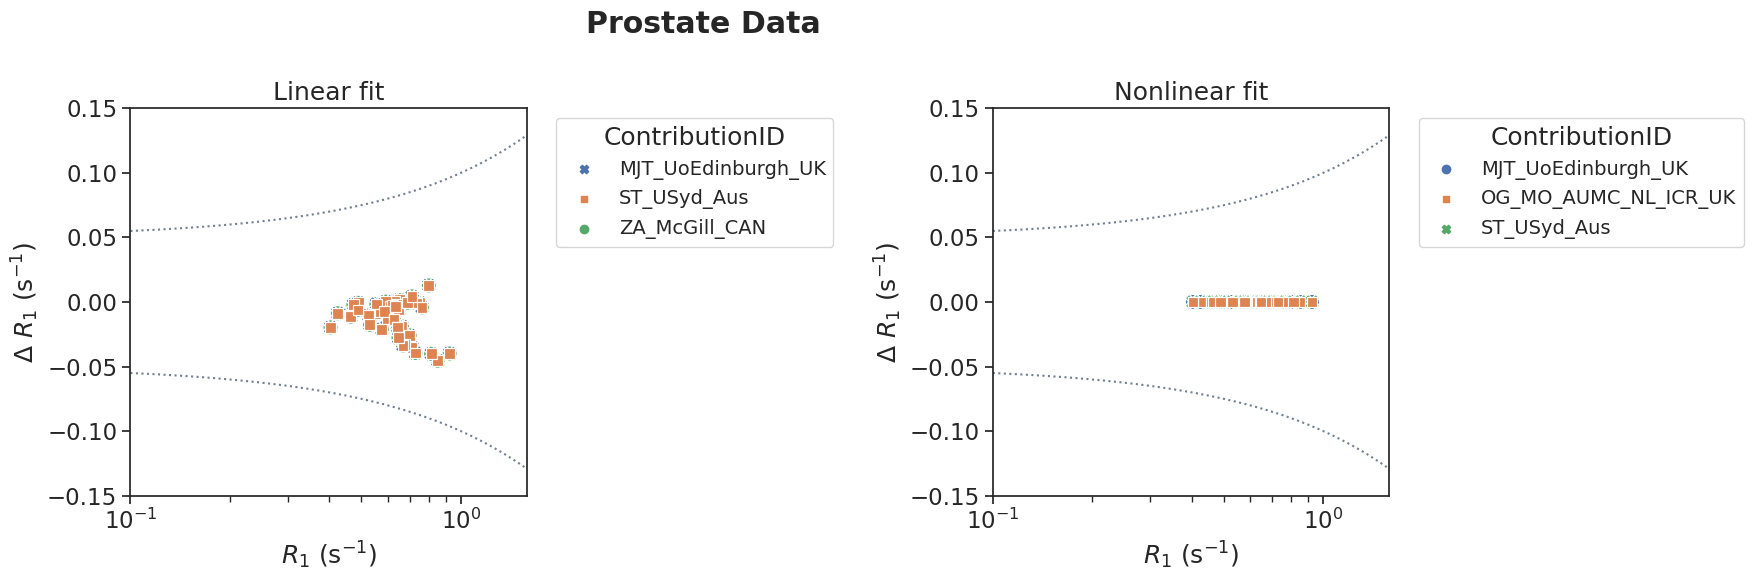 Prostate Data
Linear fit
0.15
0.10
0.05
0.00
−0.05
−0.10
−0.15
Δ R₁ (s⁻¹)
10⁻¹
10⁰
R₁ (s⁻¹)
ContributionID
MJT_UoEdinburgh_UK
ST_USyd_Aus
ZA_McGill_CAN
Nonlinear fit
0.15
0.10
0.05
0.00
−0.05
−0.10
−0.15
Δ R₁ (s⁻¹)
10⁻¹
10⁰
R₁ (s⁻¹)
ContributionID
MJT_UoEdinburgh_UK
OG_MO_AUMC_NL_ICR_UK
ST_USyd_Aus